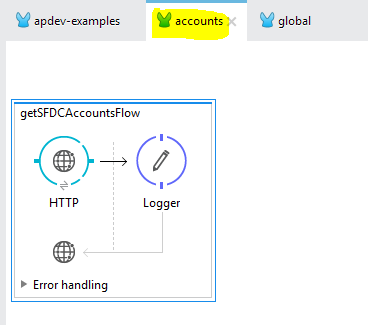 apdev-examples accounts global
getSFDCAccountsFlow
HTTP Logger
Error handling